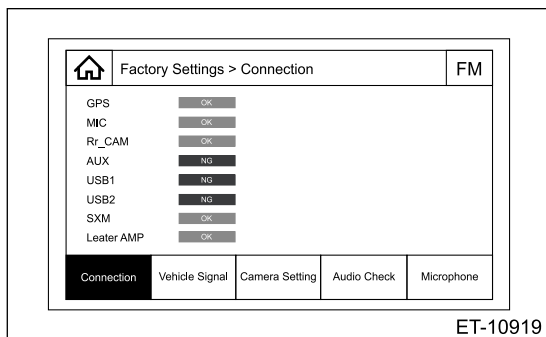 Factory Settings > Connection FM
GPS OK
MIC OK
Rr_CAM OK
AUX NG
USB1 NG
USB2 NG
SXM OK
Leater AMP OK
Connection Vehicle Signal Camera Setting Audio Check Microphone
ET-10919